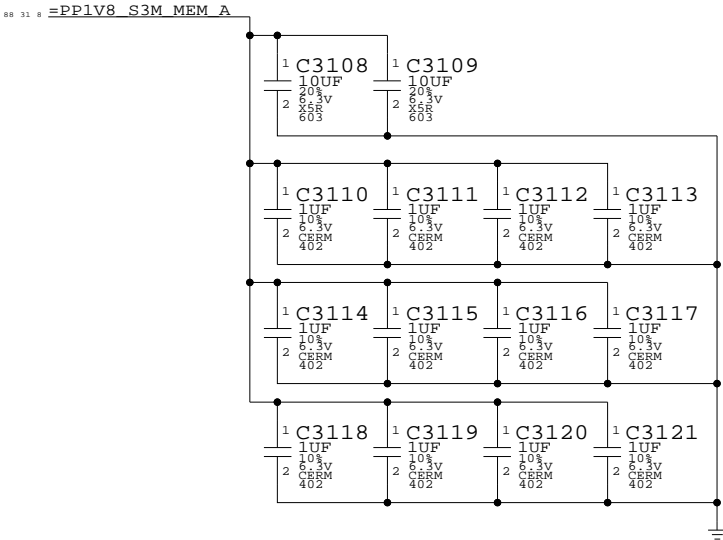 88 31 8 =PP1V8_S3M_MEM_A
1 C3108 10UF 20% 6.3V X5R 603 2
1 C3109 10UF 20% 6.3V X5R 603 2
1 C3110 1UF 10% 6.3V CERM 402 2
1 C3111 1UF 10% 6.3V CERM 402 2
1 C3112 1UF 10% 6.3V CERM 402 2
1 C3113 1UF 10% 6.3V CERM 402 2
1 C3114 1UF 10% 6.3V CERM 402 2
1 C3115 1UF 10% 6.3V CERM 402 2
1 C3116 1UF 10% 6.3V CERM 402 2
1 C3117 1UF 10% 6.3V CERM 402 2
1 C3118 1UF 10% 6.3V CERM 402 2
1 C3119 1UF 10% 6.3V CERM 402 2
1 C3120 1UF 10% 6.3V CERM 402 2
1 C3121 1UF 10% 6.3V CERM 402 2